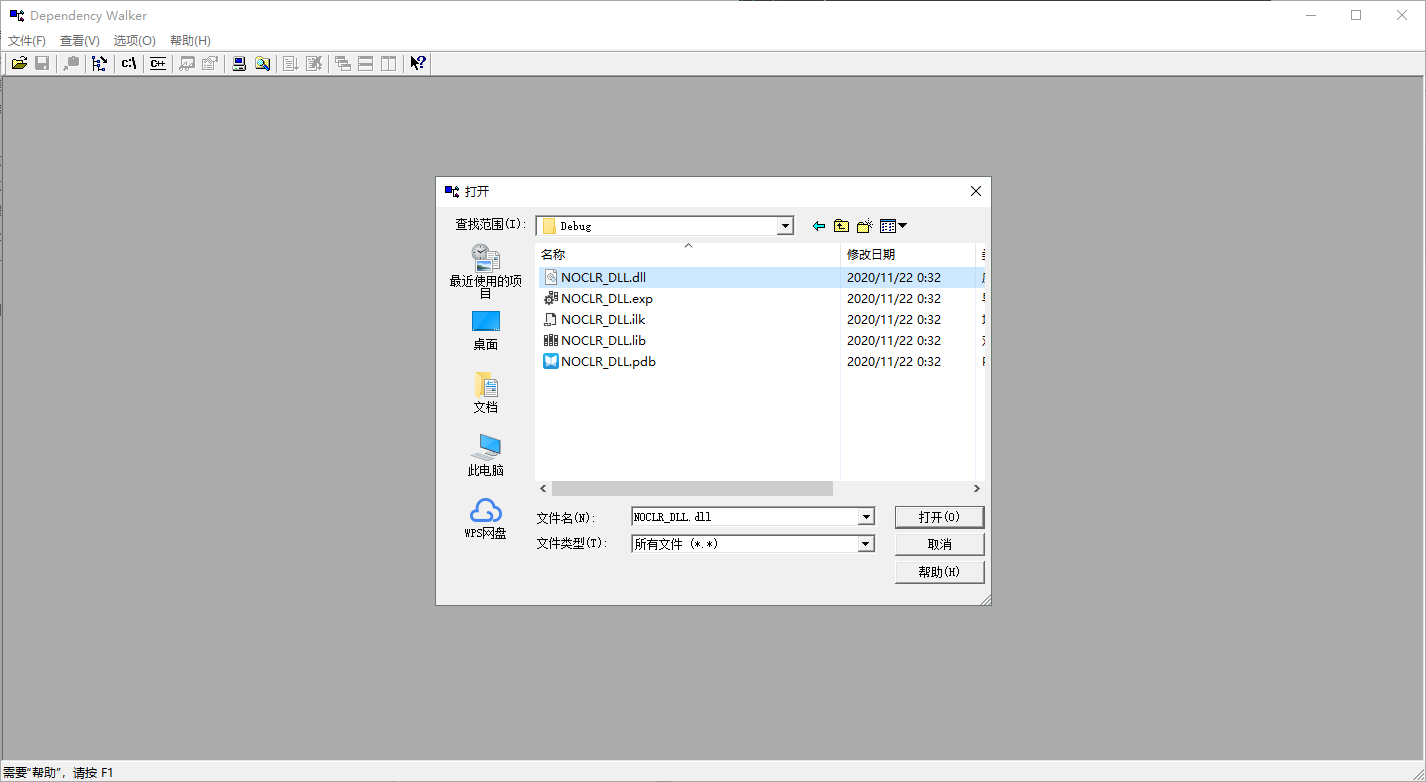 Dependency Walker
文件(F) 查看(V) 选项(O) 帮助(H)
C:\ C++
打开
查找范围(I): Debug
名称 修改日期
NOCLR_DLL.dll 2020/11/22 0:32
NOCLR_DLL.exp 2020/11/22 0:32
NOCLR_DLL.ilk 2020/11/22 0:32
NOCLR_DLL.lib 2020/11/22 0:32
NOCLR_DLL.pdb 2020/11/22 0:32
最近使用的项
目
桌面
文档
此电脑
WPS网盘
文件名(N): NOCLR_DLL.dll 打开(O)
文件类型(T): 所有文件 (*.*) 取消
帮助(H)
需要“帮助”，请按 F1